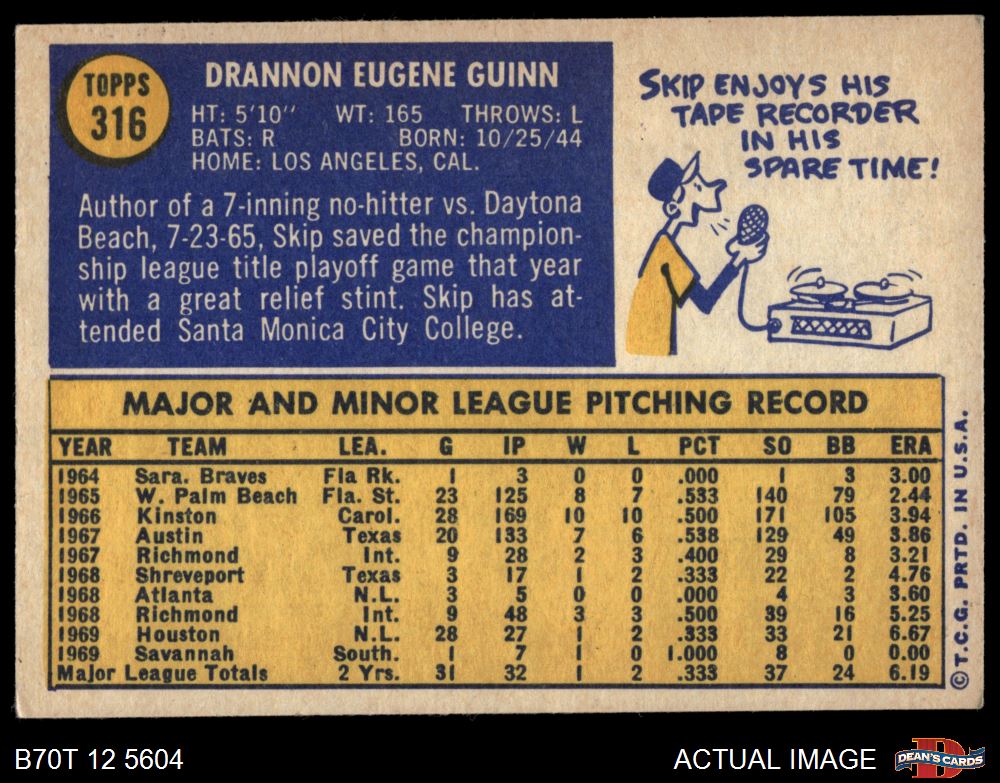 TOPPS
316
DRANNON EUGENE GUINN
HT: 5'10" WT: 165 THROWS: L
BATS: R BORN: 10/25/44
HOME: LOS ANGELES, CAL.
Author of a 7-inning no-hitter vs. Daytona
Beach, 7-23-65, Skip saved the champion-
ship league title playoff game that year
with a great relief stint. Skip has at-
tended Santa Monica City College.
SKIP ENJOYS HIS
TAPE RECORDER
IN HIS
SPARE TIME!
MAJOR AND MINOR LEAGUE PITCHING RECORD
YEAR TEAM LEA. G IP W L PCT SO BB ERA
1964 Sara. Braves Fla Rk. 1 3 0 0 .000 1 3 3.00
1965 W. Palm Beach Fla. St. 23 125 8 7 .533 140 79 2.44
1966 Kinston Carol. 28 169 10 10 .500 171 105 3.94
1967 Austin Texas 20 133 7 6 .538 129 49 3.86
1967 Richmond Int. 9 28 2 3 .400 29 8 3.21
1968 Shreveport Texas 3 17 1 2 .333 22 2 4.76
1968 Atlanta N.L. 3 5 0 0 .000 4 3 3.60
1968 Richmond Int. 9 48 3 3 .500 39 16 5.25
1969 Houston N.L. 28 27 1 2 .333 33 21 6.67
1969 Savannah South. 1 7 1 0 1.000 8 0 0.00
Major League Totals 2 Yrs. 31 32 1 2 .333 37 24 6.19
©T.C.G. PRTD. IN U.S.A.
B70T 12 5604
ACTUAL IMAGE
D
DEAN'S CARDS